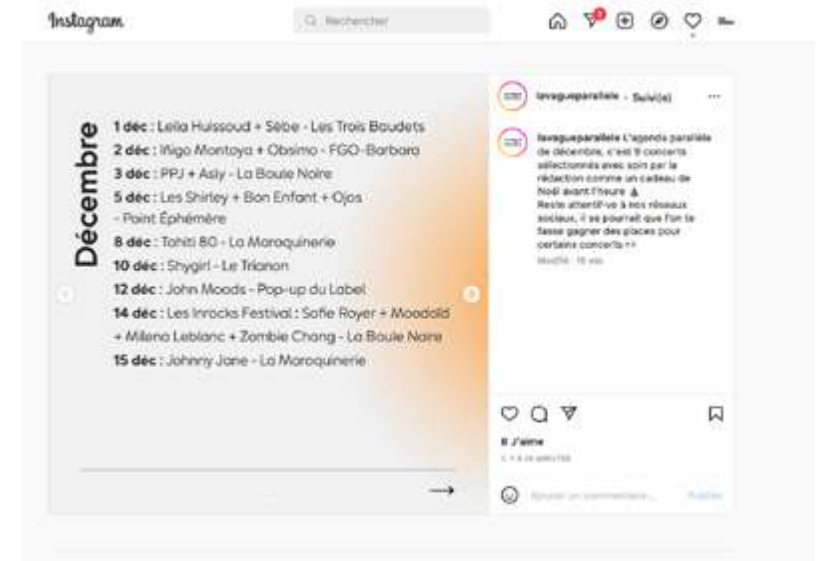 Instagram
Rechercher
Décembre
1 déc : Leïla Huissoud + Sèbe - Les Trois Baudets
2 déc : Iñigo Montoya + Obsimo - FGO-Barbara
3 déc : PPJ + Asly - La Boule Noire
5 déc : Les Shirley + Bon Enfant + Ojos
- Point Éphémère
8 déc : Tahiti 80 - La Maroquinerie
10 déc : Shygirl - Le Trianon
12 déc : John Moods - Pop-up du Label
14 déc : Les Inrocks Festival : Sofie Royer + Moodoïd
+ Milena Leblanc + Zombie Chang - La Boule Noire
15 déc : Johnny Jane - La Maroquinerie
lavagueparallele · Suivi(e)
lavagueparallele L'agenda parallèle
de décembre, c'est 9 concerts
sélectionnés avec soin par la
rédaction comme un cadeau de
Noël avant l'heure
Reste attentif·ve à nos réseaux
sociaux, il se pourrait que l'on te
fasse gagner des places pour
certains concerts
Modifié
8 J'aime
Ajouter un commentaire...
Publier